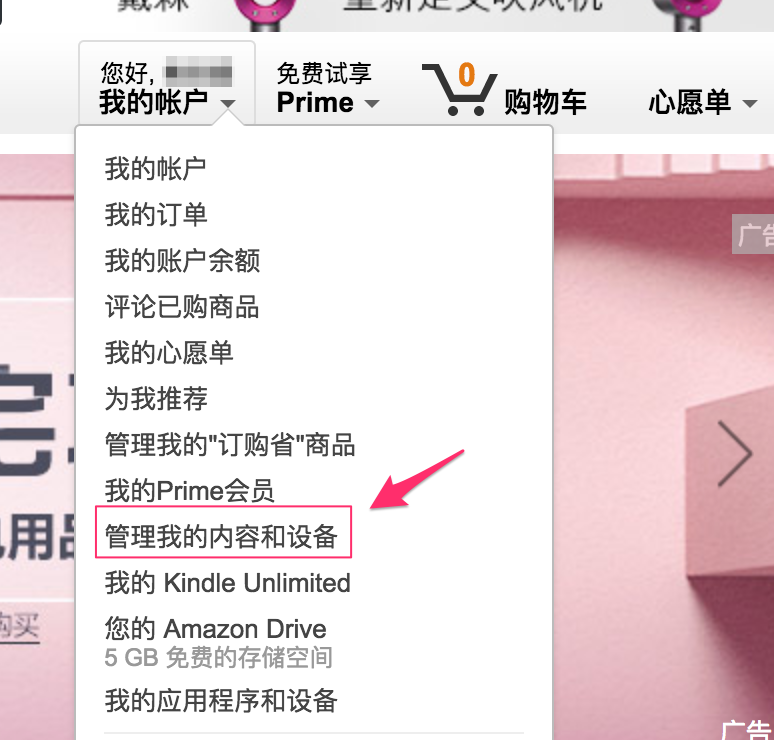 戴森
重新定义吹风机
您好,
我的帐户
免费试享
Prime
0
购物车
心愿单
我的帐户
我的订单
我的账户余额
评论已购商品
我的心愿单
为我推荐
管理我的"订购省"商品
我的Prime会员
管理我的内容和设备
我的 Kindle Unlimited
您的 Amazon Drive
5 GB 免费的存储空间
我的应用程序和设备
广告
用品
购买
广告